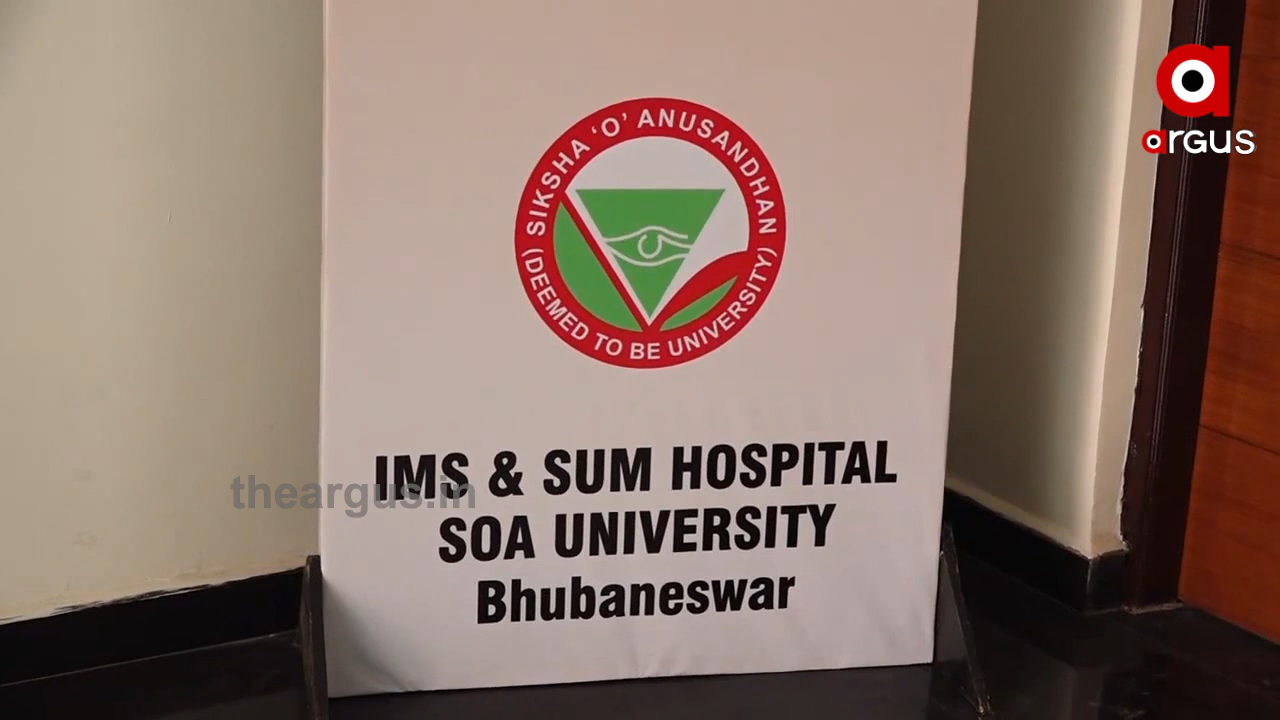 argus
SIKSHA 'O' ANUSANDHAN
(DEEMED TO BE UNIVERSITY)
IMS & SUM HOSPITAL
theargus.in
SOA UNIVERSITY
Bhubaneswar